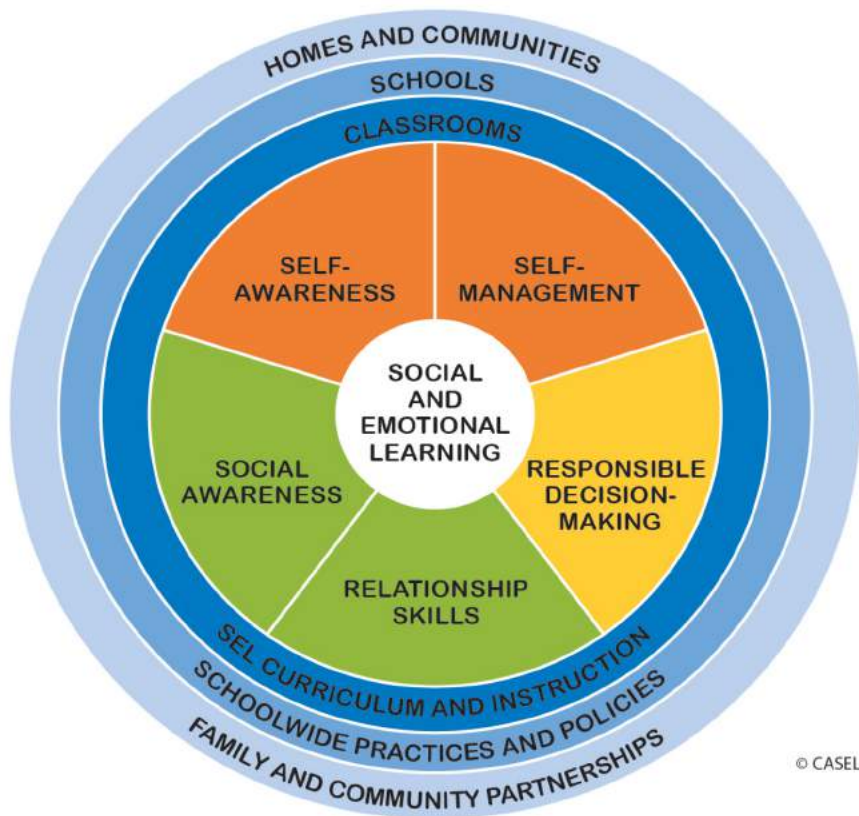 HOMES AND COMMUNITIES
SCHOOLS
CLASSROOMS
SELF-
AWARENESS
SELF-
MANAGEMENT
SOCIAL
AND
EMOTIONAL
LEARNING
SOCIAL
AWARENESS
RESPONSIBLE
DECISION-
MAKING
RELATIONSHIP
SKILLS
SEL CURRICULUM AND INSTRUCTION
SCHOOLWIDE PRACTICES AND POLICIES
FAMILY AND COMMUNITY PARTNERSHIPS
© CASEL